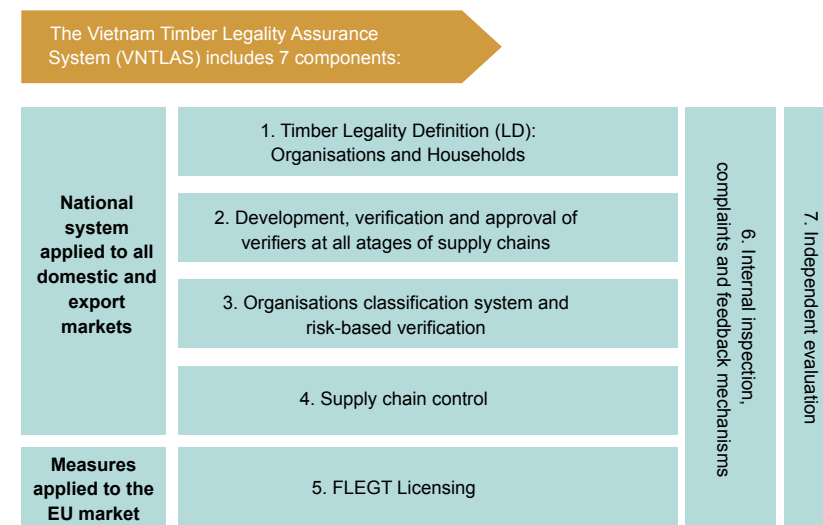 The Vietnam Timber Legality Assurance
System (VNTLAS) includes 7 components:
National
system
applied to all
domestic and
export
markets
1. Timber Legality Definition (LD):
Organisations and Households
2. Development, verification and approval of
verifiers at all atages of supply chains
3. Organisations classification system and
risk-based verification
4. Supply chain control
Measures
applied to the
EU market
5. FLEGT Licensing
6. Internal inspection,
complaints and feedback mechanisms
7. Independent evaluation